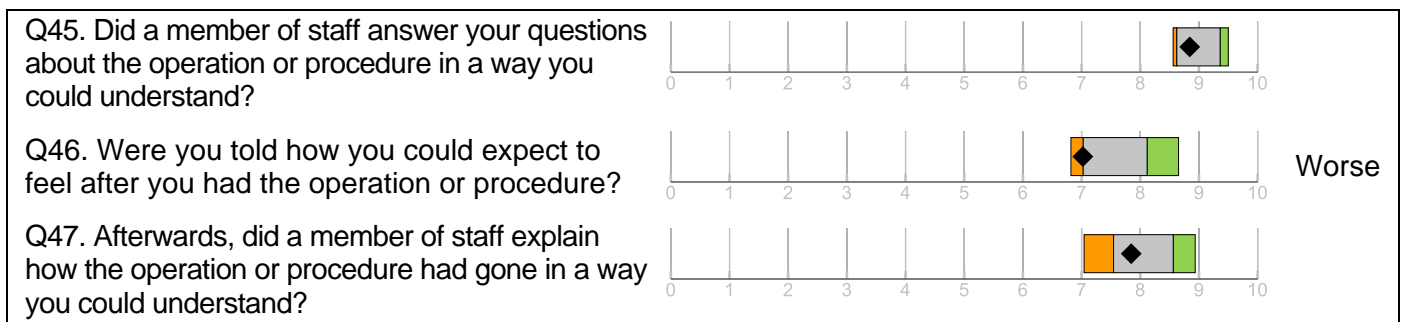 Q45. Did a member of staff answer your questions
about the operation or procedure in a way you
could understand?
0 1 2 3 4 5 6 7 8 9 10
Q46. Were you told how you could expect to
feel after you had the operation or procedure?
0 1 2 3 4 5 6 7 8 9 10
Worse
Q47. Afterwards, did a member of staff explain
how the operation or procedure had gone in a way
you could understand?
0 1 2 3 4 5 6 7 8 9 10